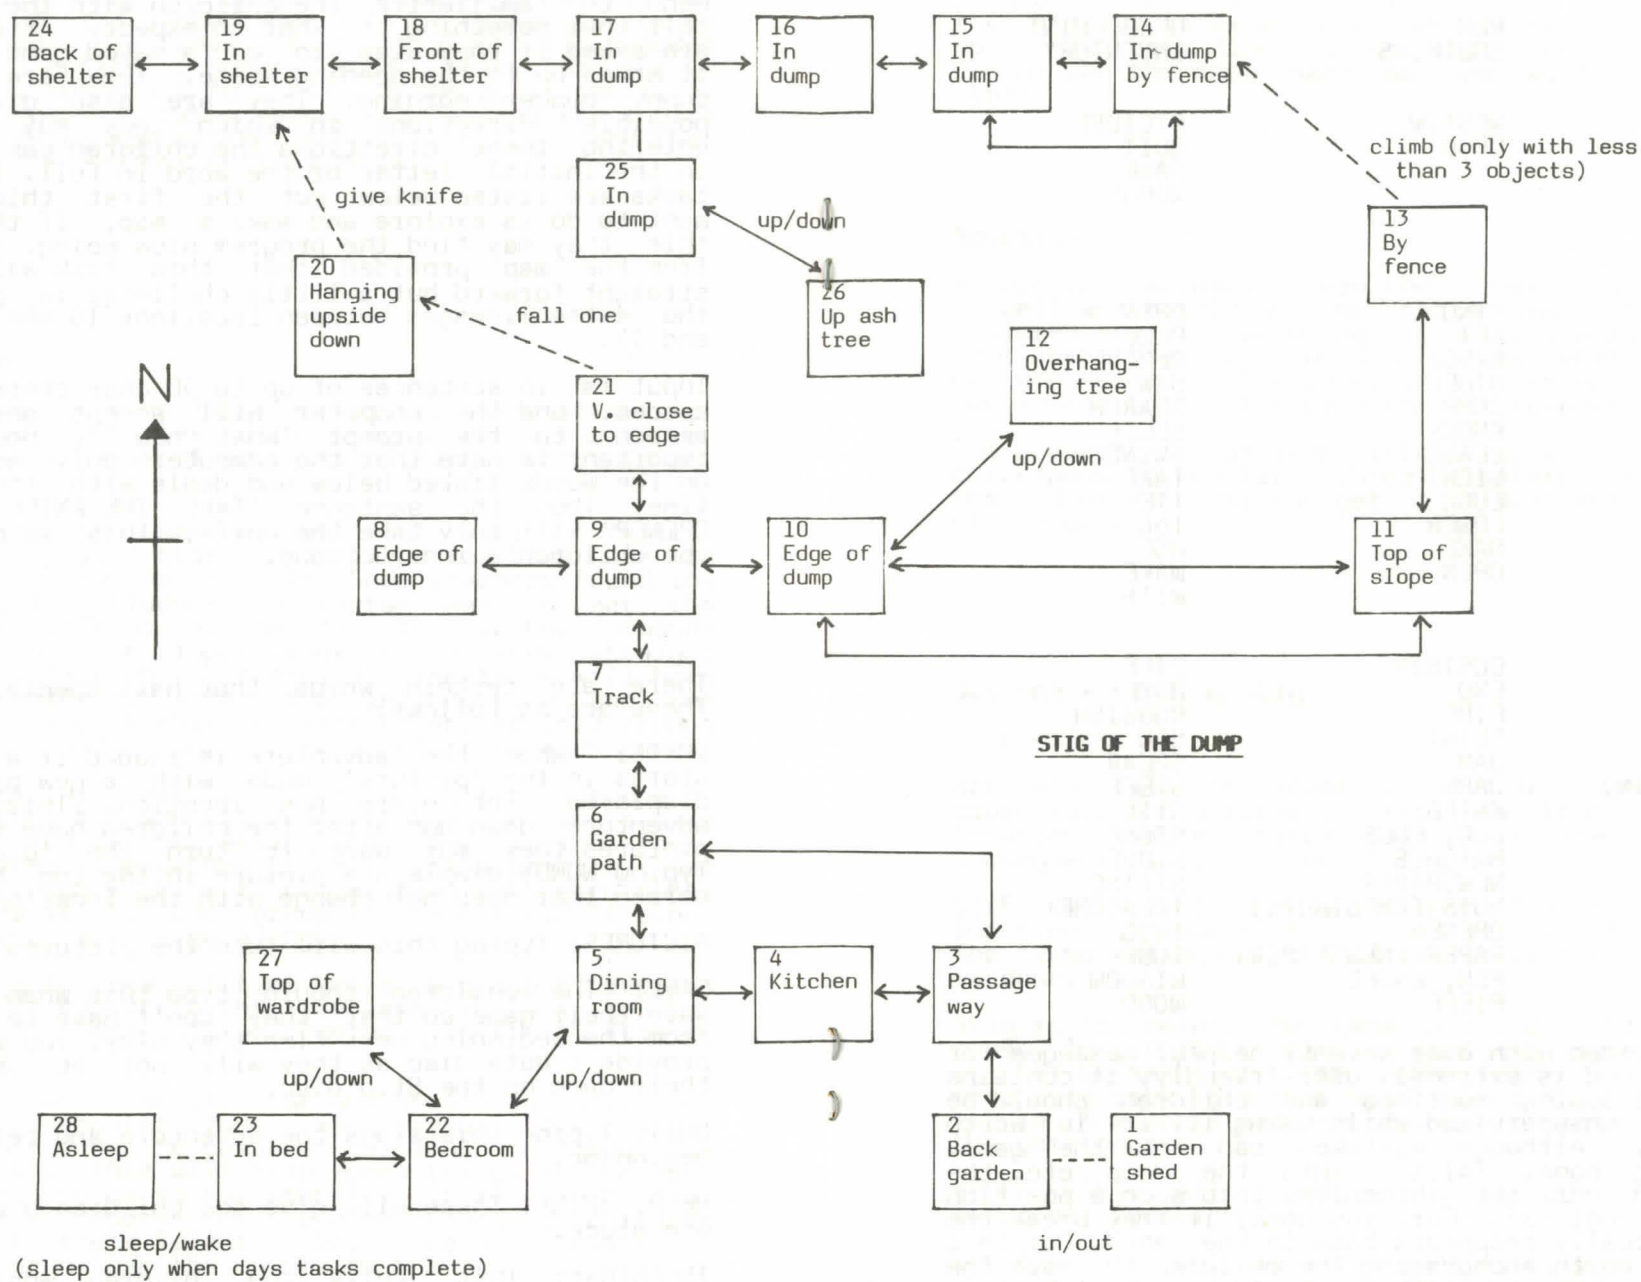 24
Back of
shelter
19
In
shelter
18
Front of
shelter
17
In
dump
16
In
dump
15
In
dump
14
In dump
by fence
climb (only with less
than 3 objects)
25
In
dump
give knife
up/down
13
By
fence
20
Hanging
upside
down
fall one
26
Up ash
tree
12
Overhang-
ing tree
N
21
V. close
to edge
up/down
8
Edge of
dump
9
Edge of
dump
10
Edge of
dump
11
Top of
slope
7
Track
STIG OF THE DUMP
6
Garden
path
27
Top of
wardrobe
5
Dining
room
4
Kitchen
3
Passage
way
up/down
up/down
28
Asleep
23
In bed
22
Bedroom
2
Back
garden
1
Garden
shed
sleep/wake
(sleep only when days tasks complete)
in/out